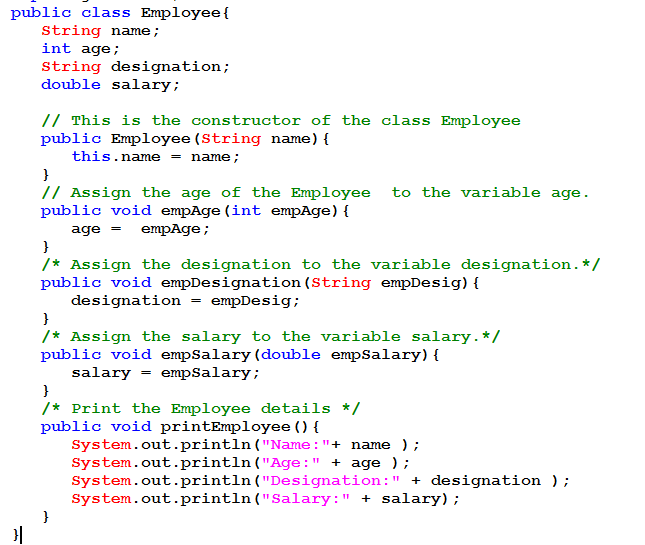 public class Employee{
   String name;
   int age;
   String designation;
   double salary;

   // This is the constructor of the class Employee
   public Employee(String name){
      this.name = name;
   }
   // Assign the age of the Employee  to the variable age.
   public void empAge(int empAge){
      age =  empAge;
   }
   /* Assign the designation to the variable designation.*/
   public void empDesignation(String empDesig){
      designation = empDesig;
   }
   /* Assign the salary to the variable salary.*/
   public void empSalary(double empSalary){
      salary = empSalary;
   }
   /* Print the Employee details */
   public void printEmployee(){
      System.out.println("Name:"+ name );
      System.out.println("Age:" + age );
      System.out.println("Designation:" + designation );
      System.out.println("Salary:" + salary);
   }
}